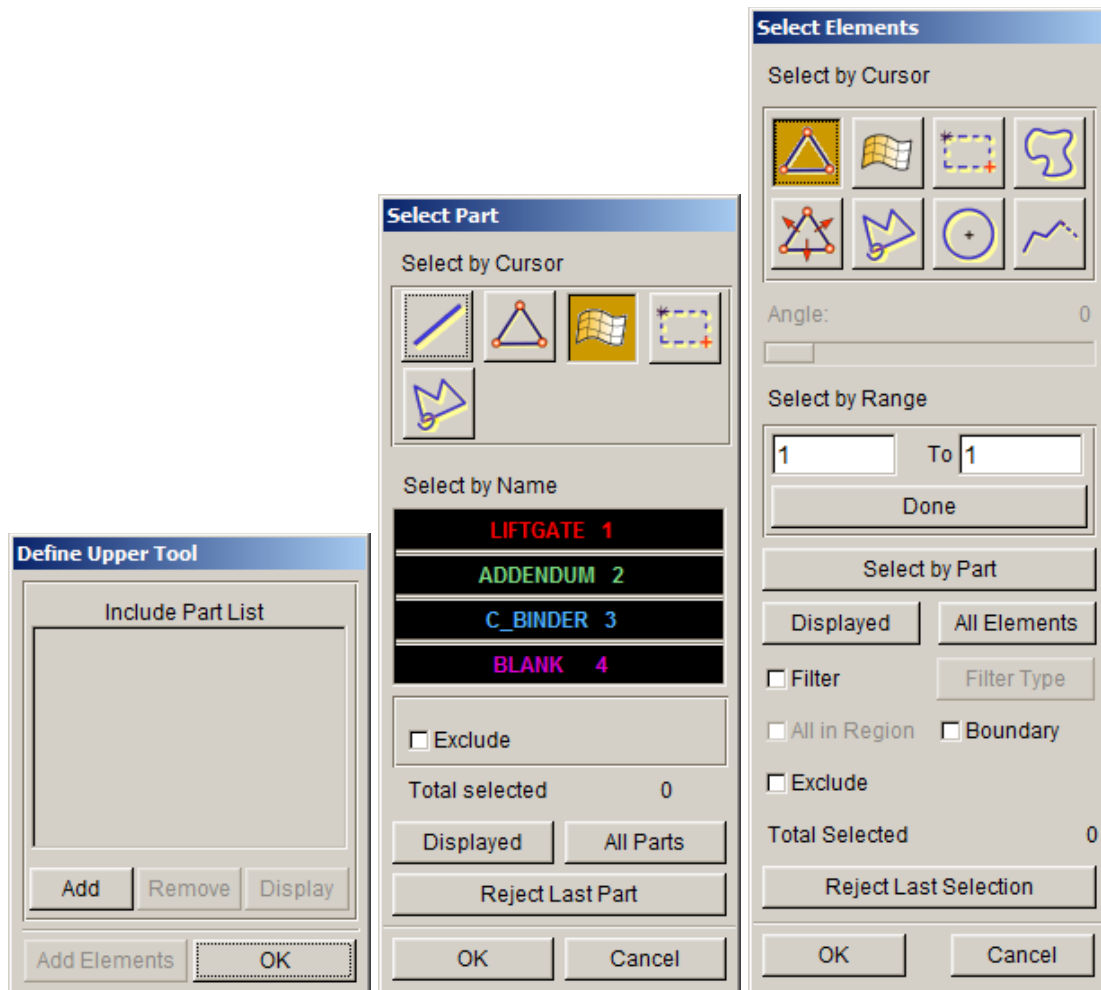 Define Upper Tool
Include Part List
Add Remove Display
Add Elements OK
Select Part
Select by Cursor
Select by Name
LIFTGATE 1
ADDENDUM 2
C_BINDER 3
BLANK 4
Exclude
Total selected 0
Displayed All Parts
Reject Last Part
OK Cancel
Select Elements
Select by Cursor
Angle: 0
Select by Range
1 To 1
Done
Select by Part
Displayed All Elements
Filter Filter Type
All in Region Boundary
Exclude
Total Selected 0
Reject Last Selection
OK Cancel